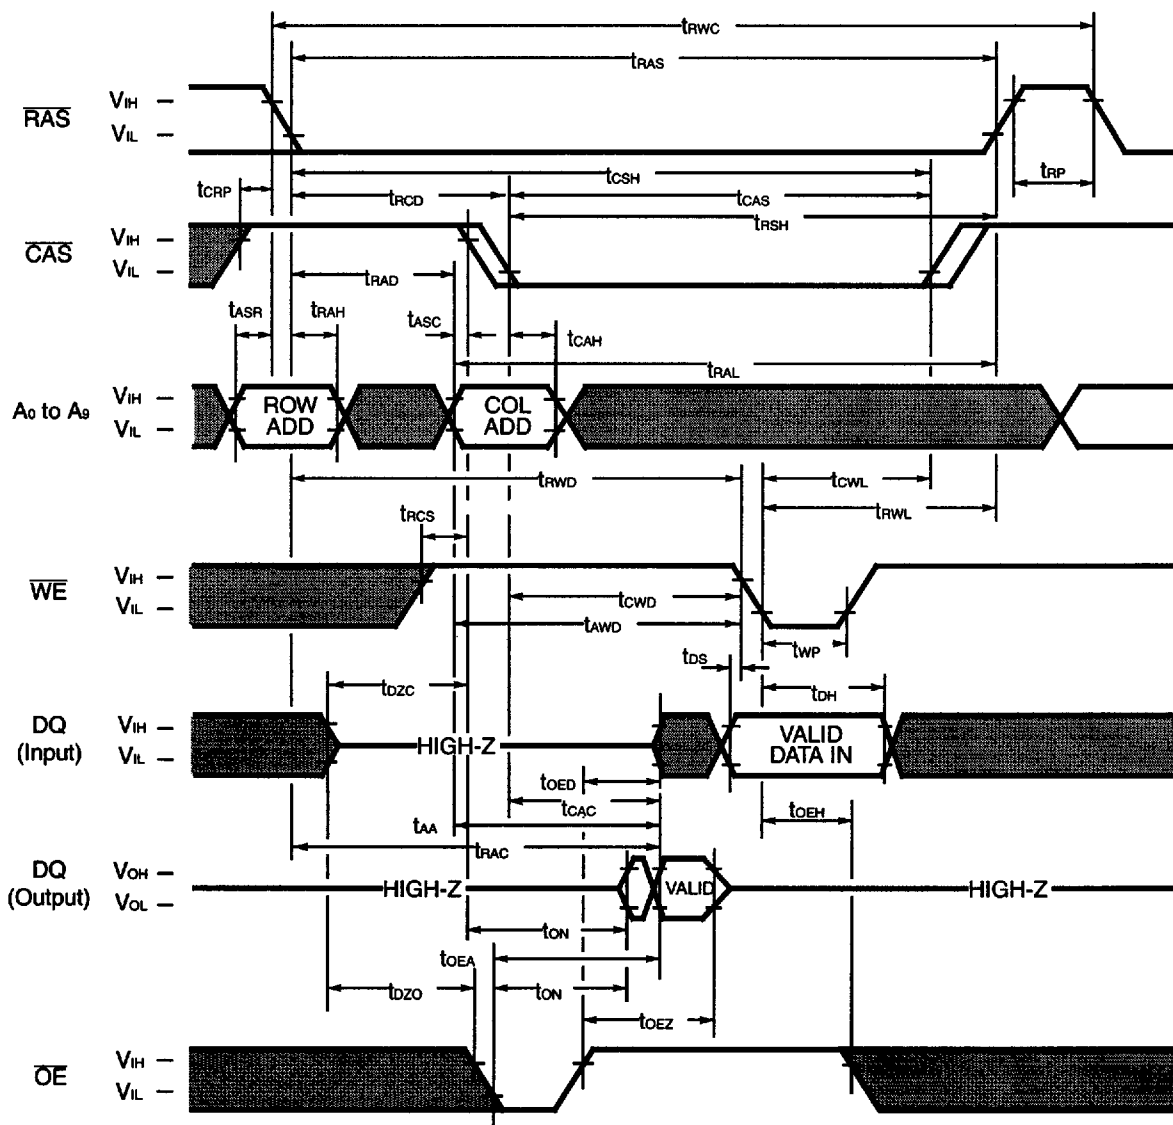 tRWC
tRAS
RAS
VIH
VIL
tCRP
tRCD
tCSH
tCAS
tRP
tRSH
CAS
VIH
VIL
tRAD
tASR
tRAH
tASC
tCAH
tRAL
A0 to A9
VIH
VIL
ROW
ADD
COL
ADD
tRWD
tCWL
tRWL
tRCS
WE
VIH
VIL
tCWD
tAWD
tWP
tDS
tDZC
tDH
DQ
(Input)
VIH
VIL
HIGH-Z
VALID
DATA IN
tOED
tCAC
tOEH
tAA
tRAC
DQ
(Output)
VOH
VOL
HIGH-Z
VALID
HIGH-Z
tON
tOEA
tDZO
tON
tOEZ
OE
VIH
VIL